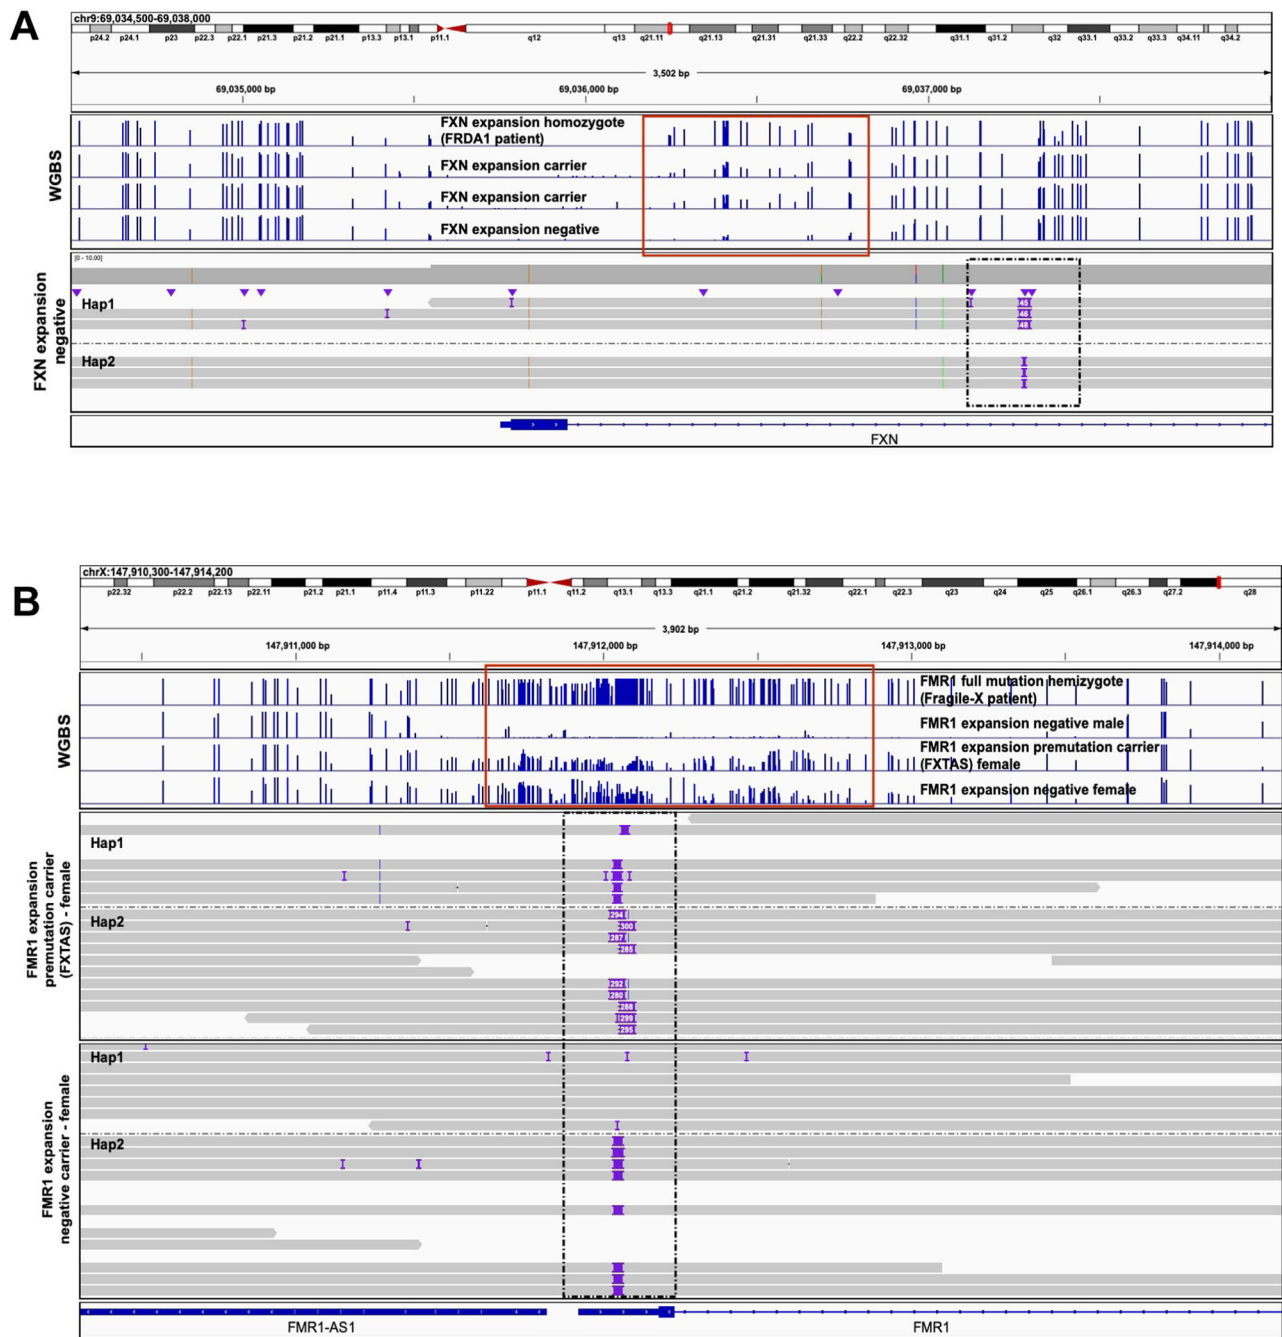 A
chr9:69,034,500-69,038,000
p24.2 p24.1 p23 p22.3 p22.1 p21.3 p21.2 p21.1 p13.3 p13.1 p11.1 q12 q13 q21.11 q21.13 q21.31 q21.33 q22.2 q22.32 q31.1 q31.2 q32 q33.1 q33.2 q33.3 q34.11 q34.2
3,502 bp
69,035,000 bp 69,036,000 bp 69,037,000 bp
WGBS
FXN expansion homozygote
(FRDA1 patient)
FXN expansion carrier
FXN expansion carrier
FXN expansion negative
FXN expansion
negative
[0 - 10.00]
Hap1
45
46
48
Hap2
FXN
B
chrX:147,910,300-147,914,200
p22.32 p22.2 p22.13 p22.11 p21.2 p21.1 p11.4 p11.3 p11.22 p11.1 q11.2 q13.1 q13.3 q21.1 q21.2 q21.32 q22.1 q22.3 q23 q24 q25 q26.1 q26.3 q27.2 q28
3,902 bp
147,911,000 bp 147,912,000 bp 147,913,000 bp 147,914,000 bp
WGBS
FMR1 full mutation hemizygote
(Fragile-X patient)
FMR1 expansion negative male
FMR1 expansion premutation carrier
(FXTAS) female
FMR1 expansion negative female
FMR1 expansion
premutation carrier
(FXTAS) - female
Hap1
Hap2
294
300
287
285
292
280
288
299
295
FMR1 expansion
negative carrier - female
Hap1
Hap2
FMR1-AS1 FMR1